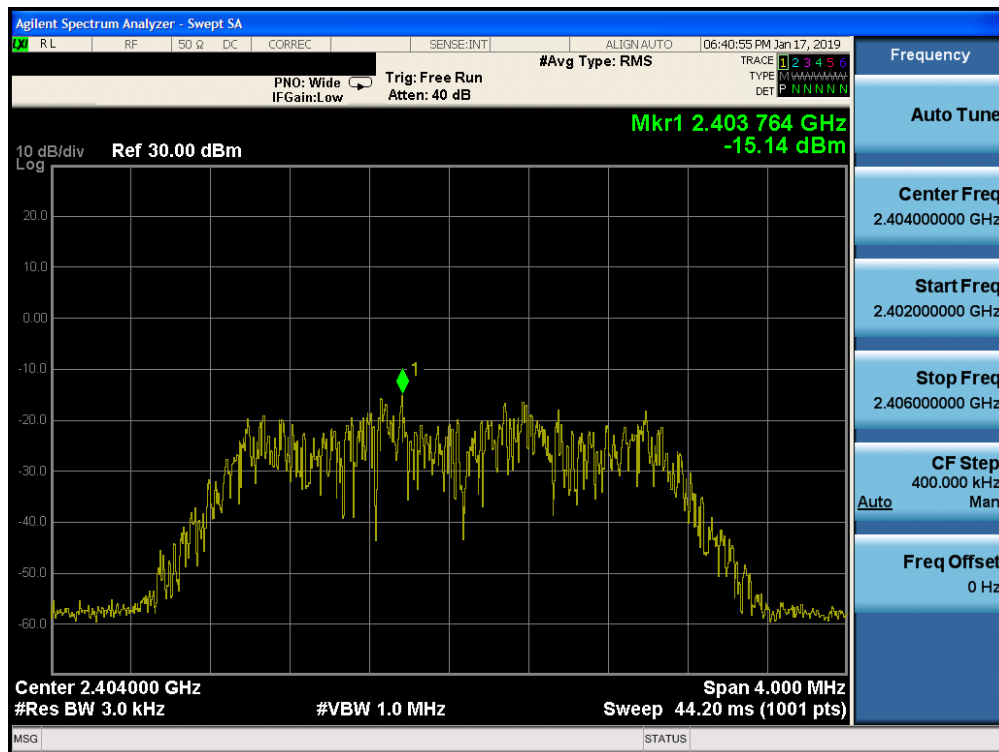 Agilent Spectrum Analyzer - Swept SA
LXI RL RF 50 Ω DC CORREC SENSE:INT ALIGN AUTO 06:40:55 PM Jan 17, 2019
#Avg Type: RMS
TRACE 1 2 3 4 5 6
PNO: Wide Trig: Free Run
TYPE M W W W W W
IFGain:Low Atten: 40 dB
DET P N N N N N
Mkr1 2.403 764 GHz
-15.14 dBm
10 dB/div Ref 30.00 dBm
Log
20.0
10.0
0.00
-10.0
1
-20.0
-30.0
-40.0
-50.0
-60.0
Center 2.404000 GHz Span 4.000 MHz
#Res BW 3.0 kHz #VBW 1.0 MHz Sweep 44.20 ms (1001 pts)
MSG STATUS
Frequency
Auto Tune
Center Freq
2.404000000 GHz
Start Freq
2.402000000 GHz
Stop Freq
2.406000000 GHz
CF Step
400.000 kHz
Auto Man
Freq Offset
0 Hz